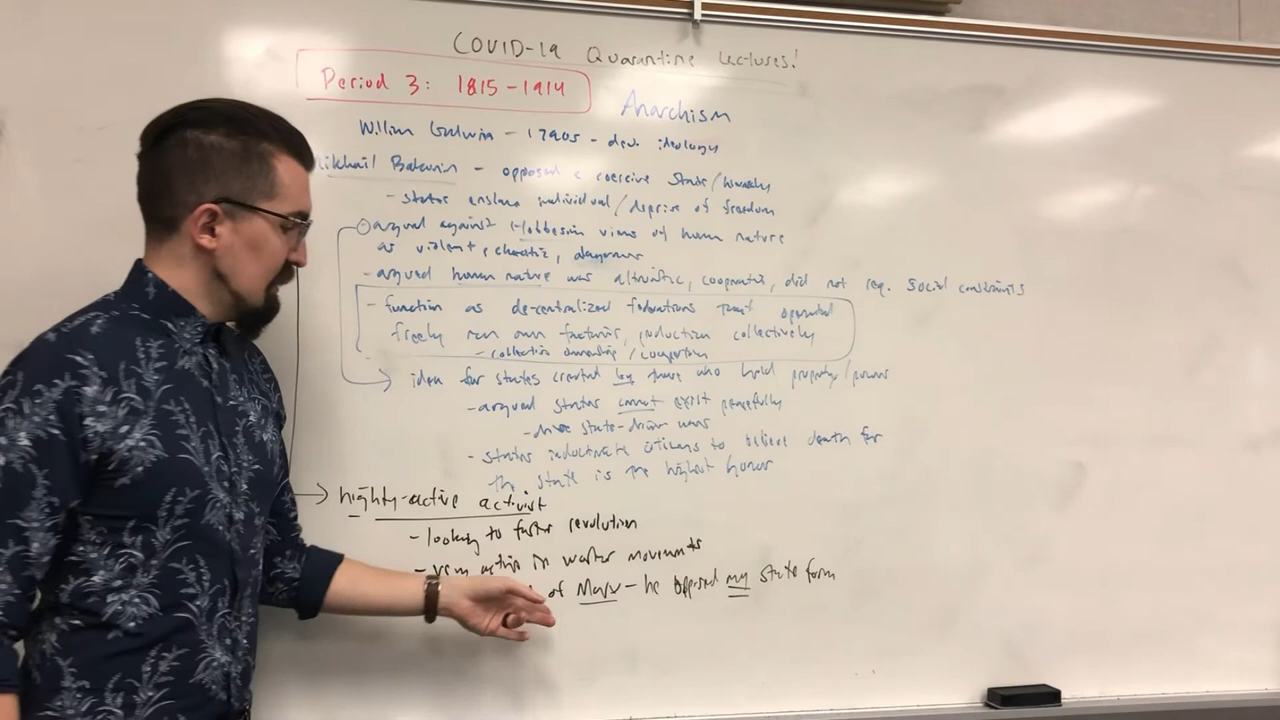 COVID-19 Quarantine Lectures!
Period 3: 1815-1914
Anarchism
William Godwin - 1790s - dev. ideology
ikhail Bakunin - opposed a coercive State/hierarchy
- states enslave individual/deprive of freedom
argued against Hobbesian views of human nature
as violent, chaotic, dangerous
- argued human nature was altruistic, cooperative, did not req. social constraints
- function as de-centralized federations that operated
freely run own factories, production collectively
- collective ownership/
idea for states created by those who hold property/power
- argued states cannot exist peacefully
- drive state-driven wars
- states indoctrinate citizens to believe death for
the state is the highest honor
highly-active activist
- looking to foster revolution
- very active in worker movements
of Marx - he opposed any state form